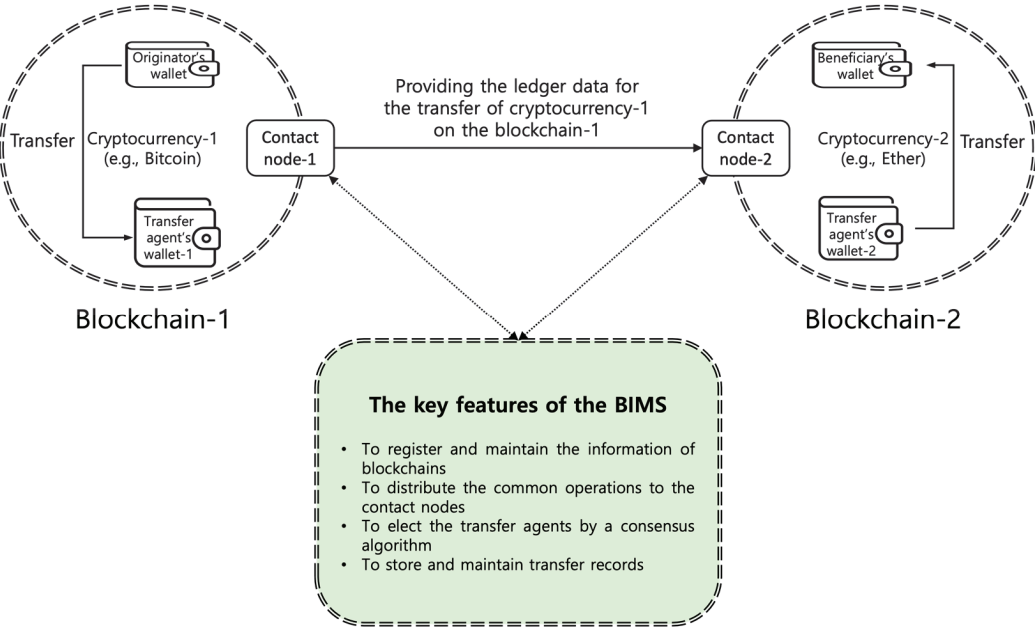 Originator's
wallet
Transfer
Cryptocurrency-1
(e.g., Bitcoin)
Transfer
agent's
wallet-1
Contact
node-1
Blockchain-1
Providing the ledger data for
the transfer of cryptocurrency-1
on the blockchain-1
Beneficiary's
wallet
Contact
node-2
Cryptocurrency-2
(e.g., Ether)
Transfer
Transfer
agent's
wallet-2
Blockchain-2
The key features of the BIMS
• To register and maintain the information of
blockchains
• To distribute the common operations to the
contact nodes
• To elect the transfer agents by a consensus
algorithm
• To store and maintain transfer records